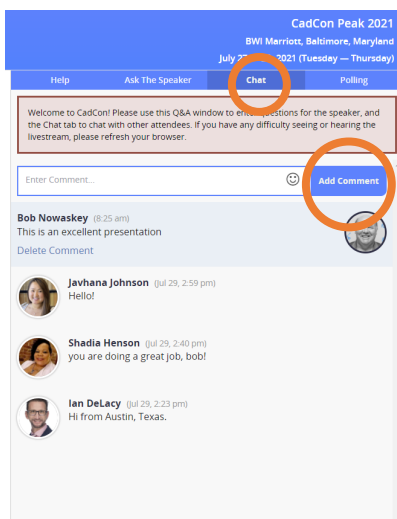 CadCon Peak 2021
BWI Marriott, Baltimore, Maryland
July 27 2021 (Tuesday — Thursday)
Help Ask The Speaker Chat Polling
Welcome to CadCon! Please use this Q&A window to enter questions for the speaker, and
the Chat tab to chat with other attendees. If you have any difficulty seeing or hearing the
livestream, please refresh your browser.
Enter Comment...
Add Comment
Bob Nowaskey (8:25 am)
This is an excellent presentation
Delete Comment
Javhana Johnson (Jul 29, 2:59 pm)
Hello!
Shadia Henson (Jul 29, 2:40 pm)
you are doing a great job, bob!
Ian DeLacy (Jul 29, 2:23 pm)
Hi from Austin, Texas.